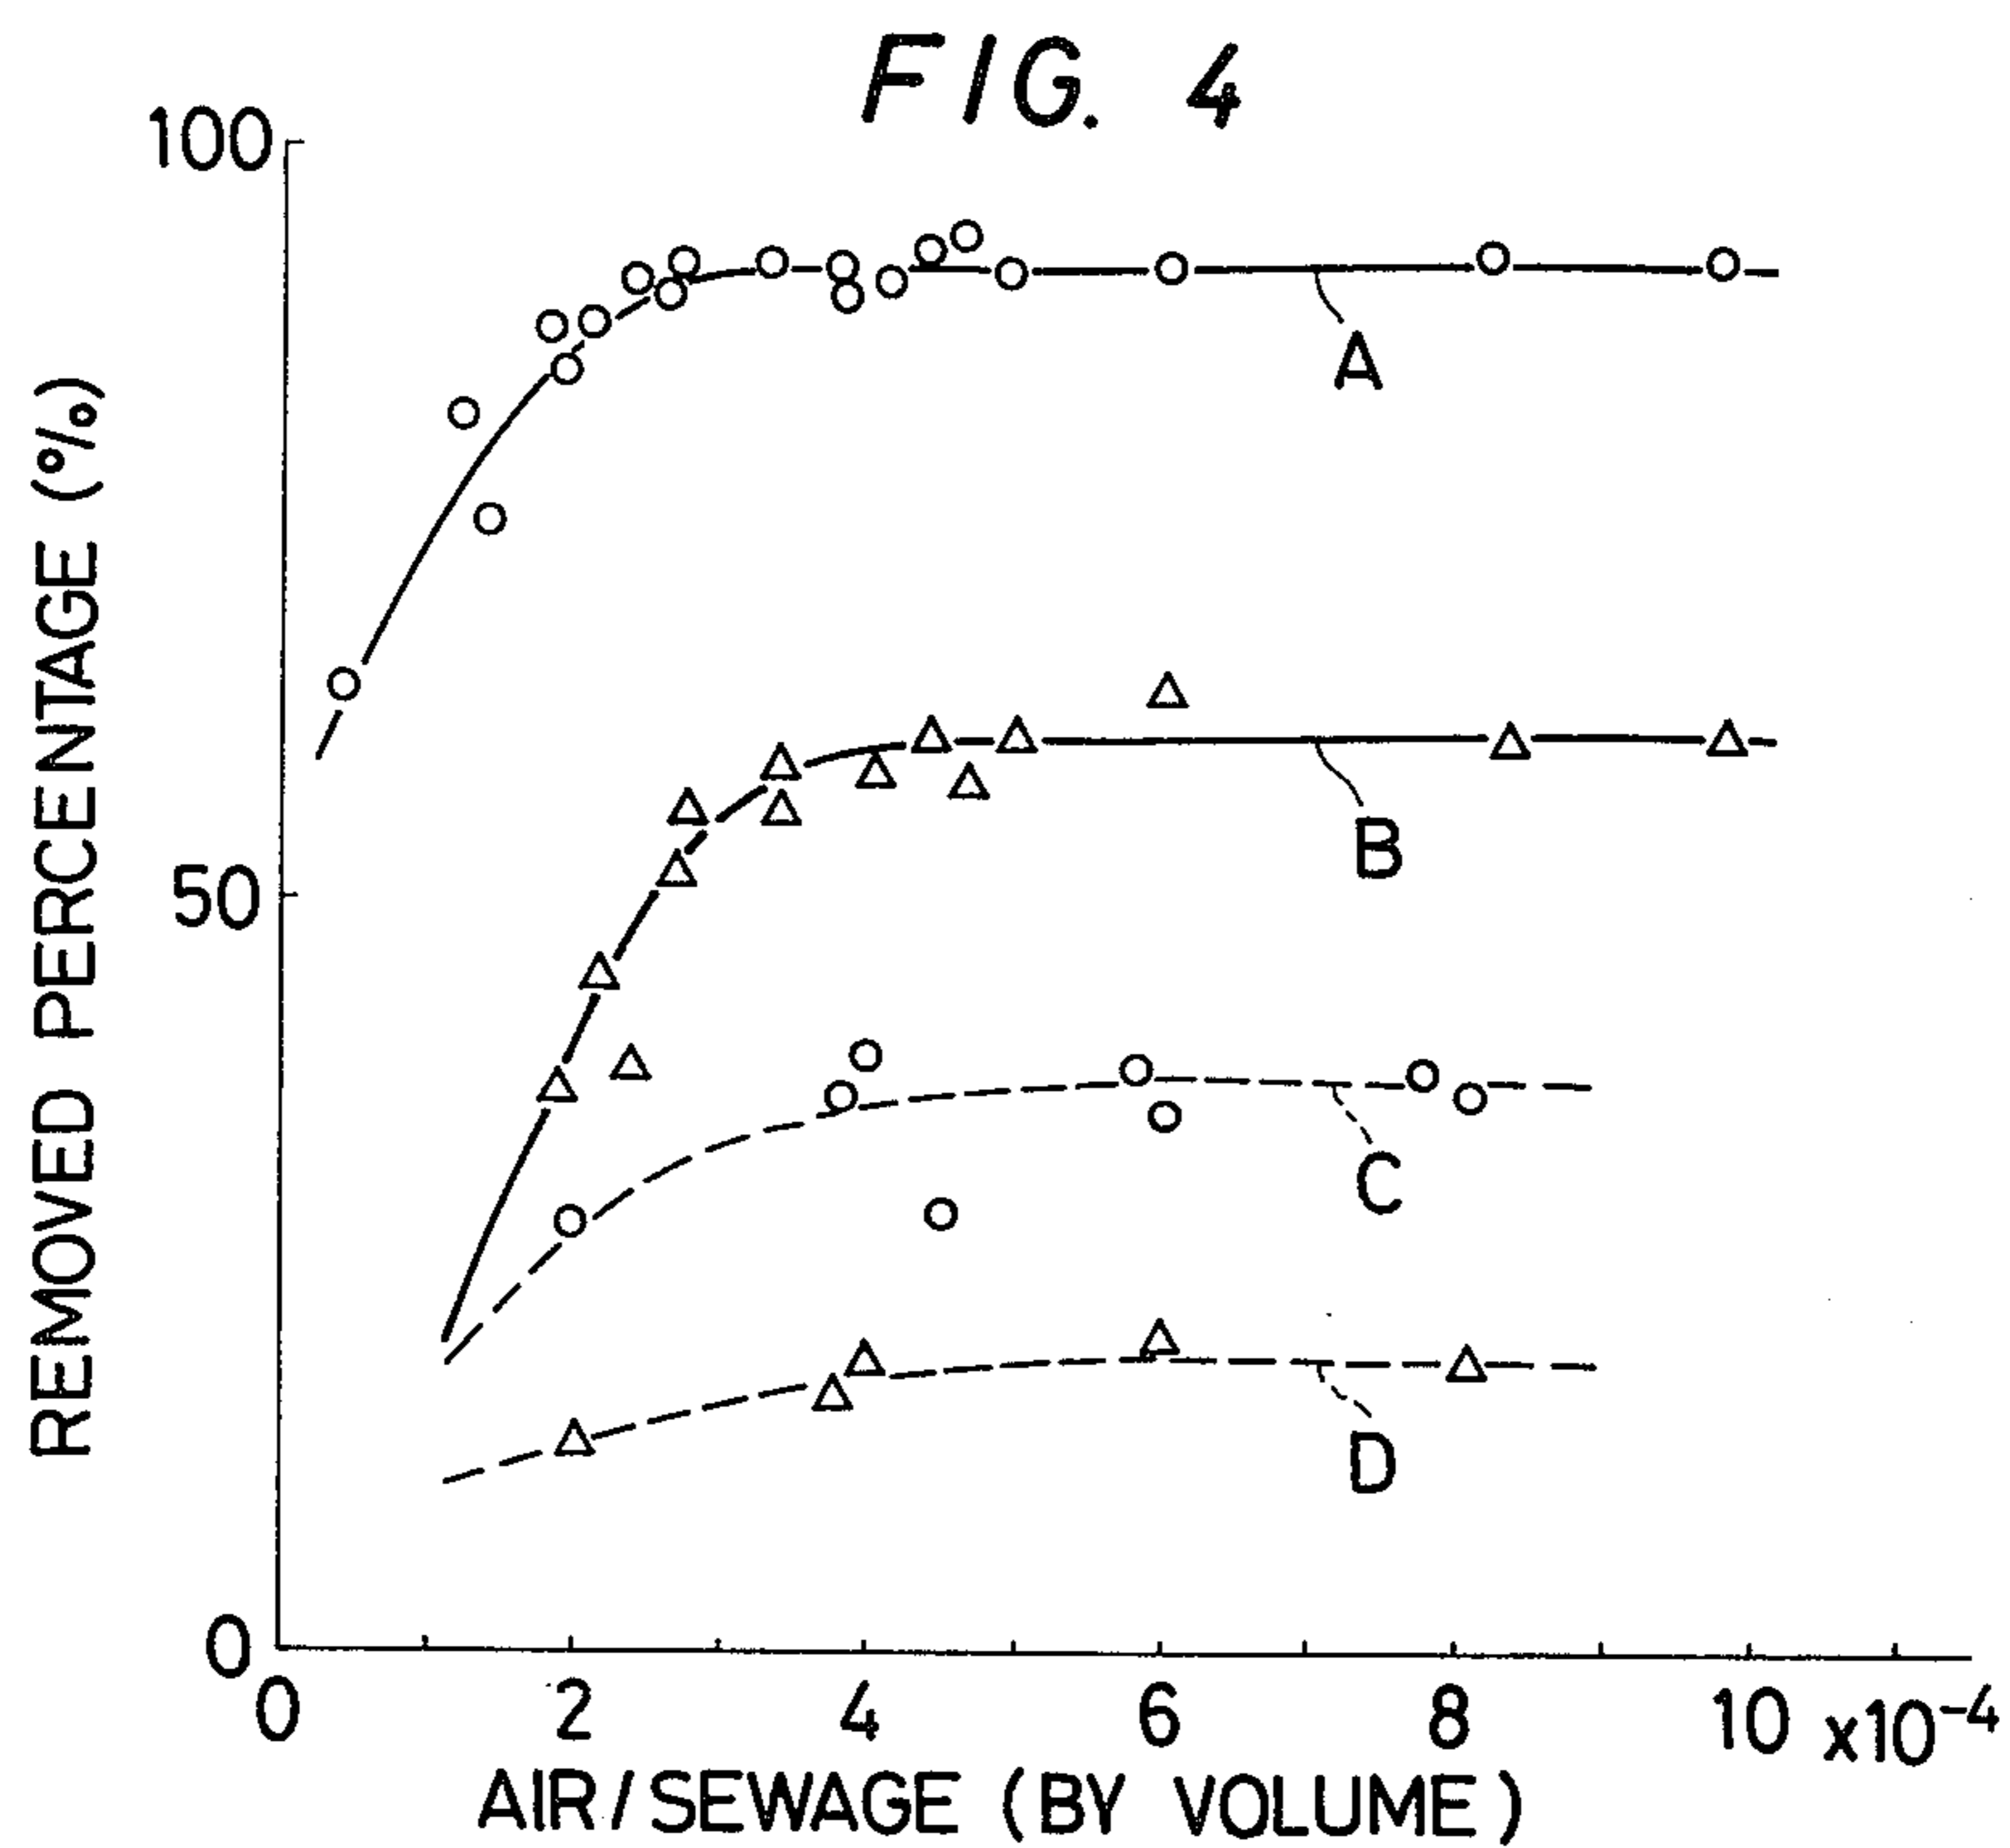 FIG. 4
100
50
0
REMOVED PERCENTAGE (%)
A
B
C
D
0 2 4 6 8 10 x10⁻⁴
AIR/SEWAGE (BY VOLUME)